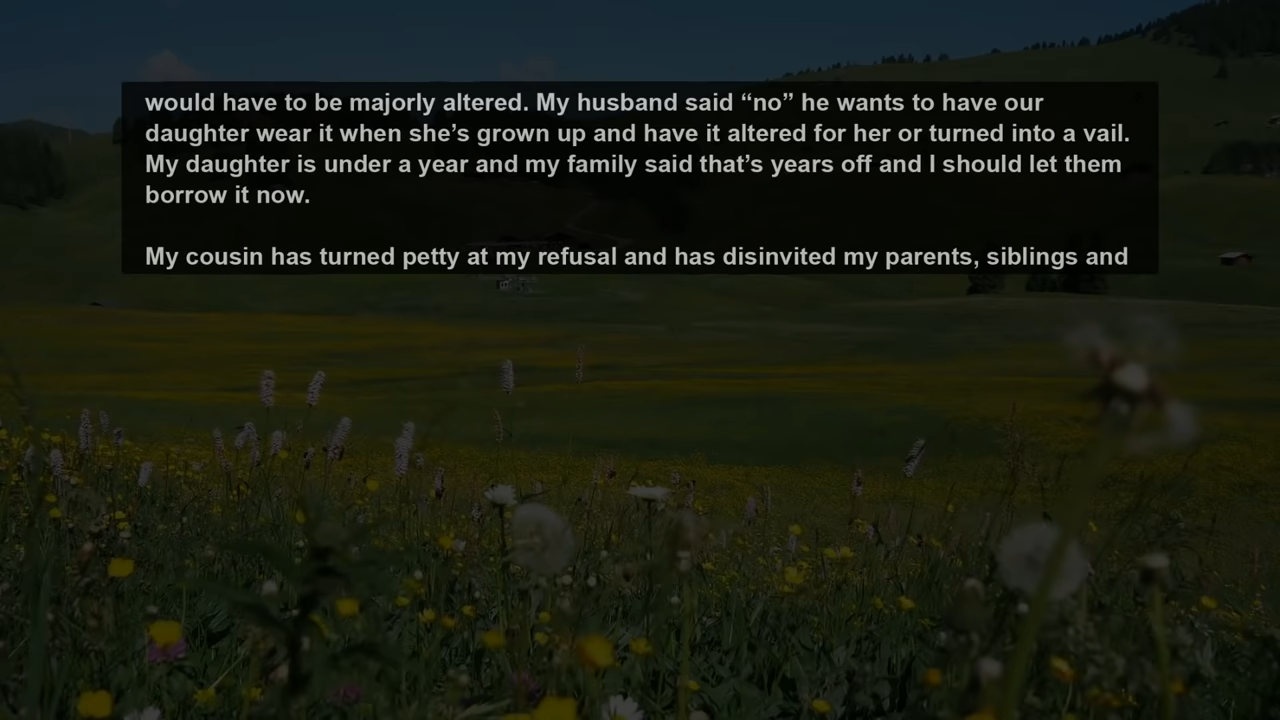 would have to be majorly altered. My husband said “no” he wants to have our
daughter wear it when she’s grown up and have it altered for her or turned into a vail.
My daughter is under a year and my family said that’s years off and I should let them
borrow it now.
My cousin has turned petty at my refusal and has disinvited my parents, siblings and